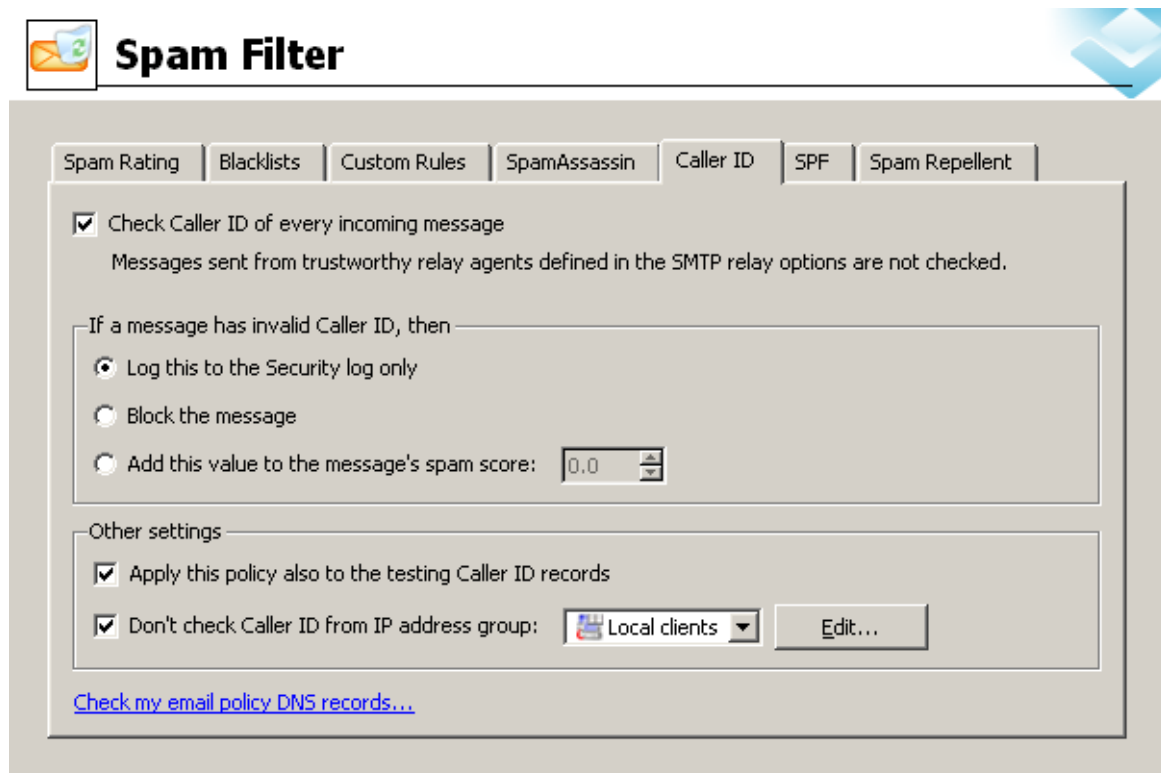 Spam Filter
Spam Rating Blacklists Custom Rules SpamAssassin Caller ID SPF Spam Repellent
Check Caller ID of every incoming message
Messages sent from trustworthy relay agents defined in the SMTP relay options are not checked.
If a message has invalid Caller ID, then
Log this to the Security log only
Block the message
Add this value to the message's spam score: 0.0
Other settings
Apply this policy also to the testing Caller ID records
Don't check Caller ID from IP address group: Local clients Edit...
Check my email policy DNS records...